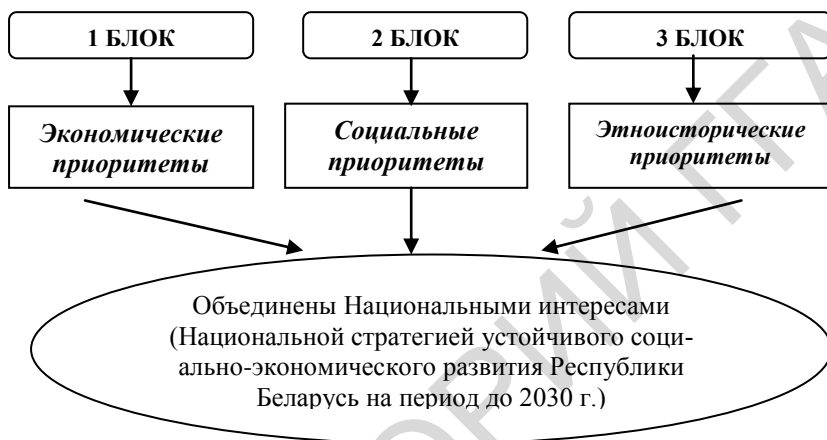 1 БЛОК
2 БЛОК
3 БЛОК
Экономические
приоритеты
Социальные
приоритеты
Этноисторические
приоритеты
Объединены Национальными интересами
(Национальной стратегией устойчивого соци-
ально-экономического развития Республики
Беларусь на период до 2030 г.)